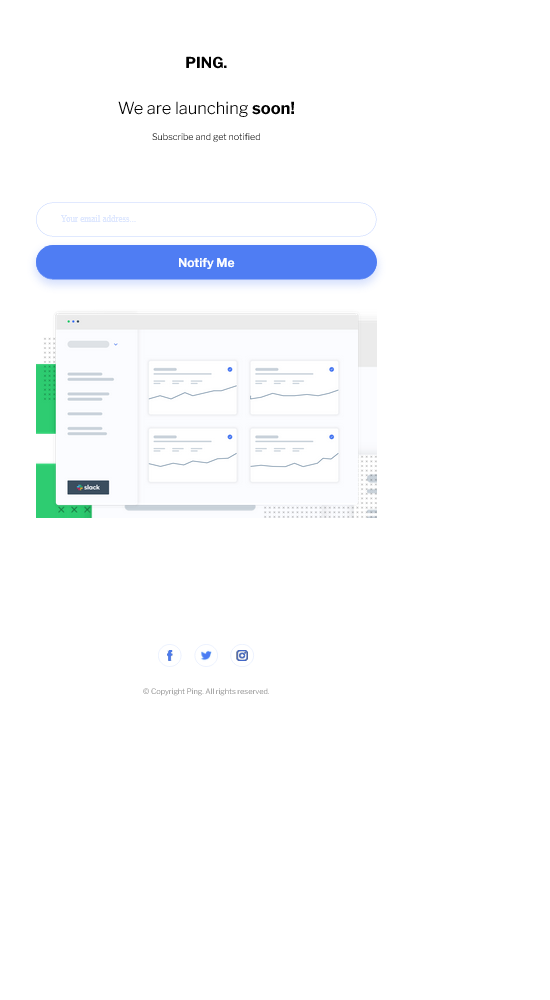 PING.
We are launching soon!
Subscribe and get notified
Your email address...
Notify Me
slack
© Copyright Ping. All rights reserved.